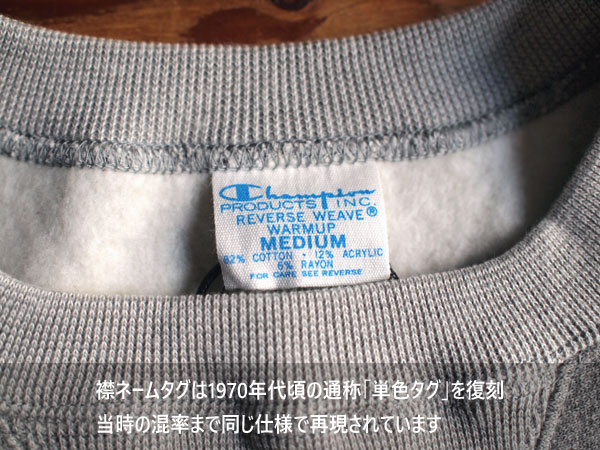 Champion
PRODUCTS INC.
REVERSE WEAVE®
WARMUP
MEDIUM
82% COTTON • 12% ACRYLIC
6% RAYON
FOR CARE SEE REVERSE
襟ネームタグは1970年代頃の通称「単色タグ」を復刻
当時の混率まで同じ仕様で再現されています